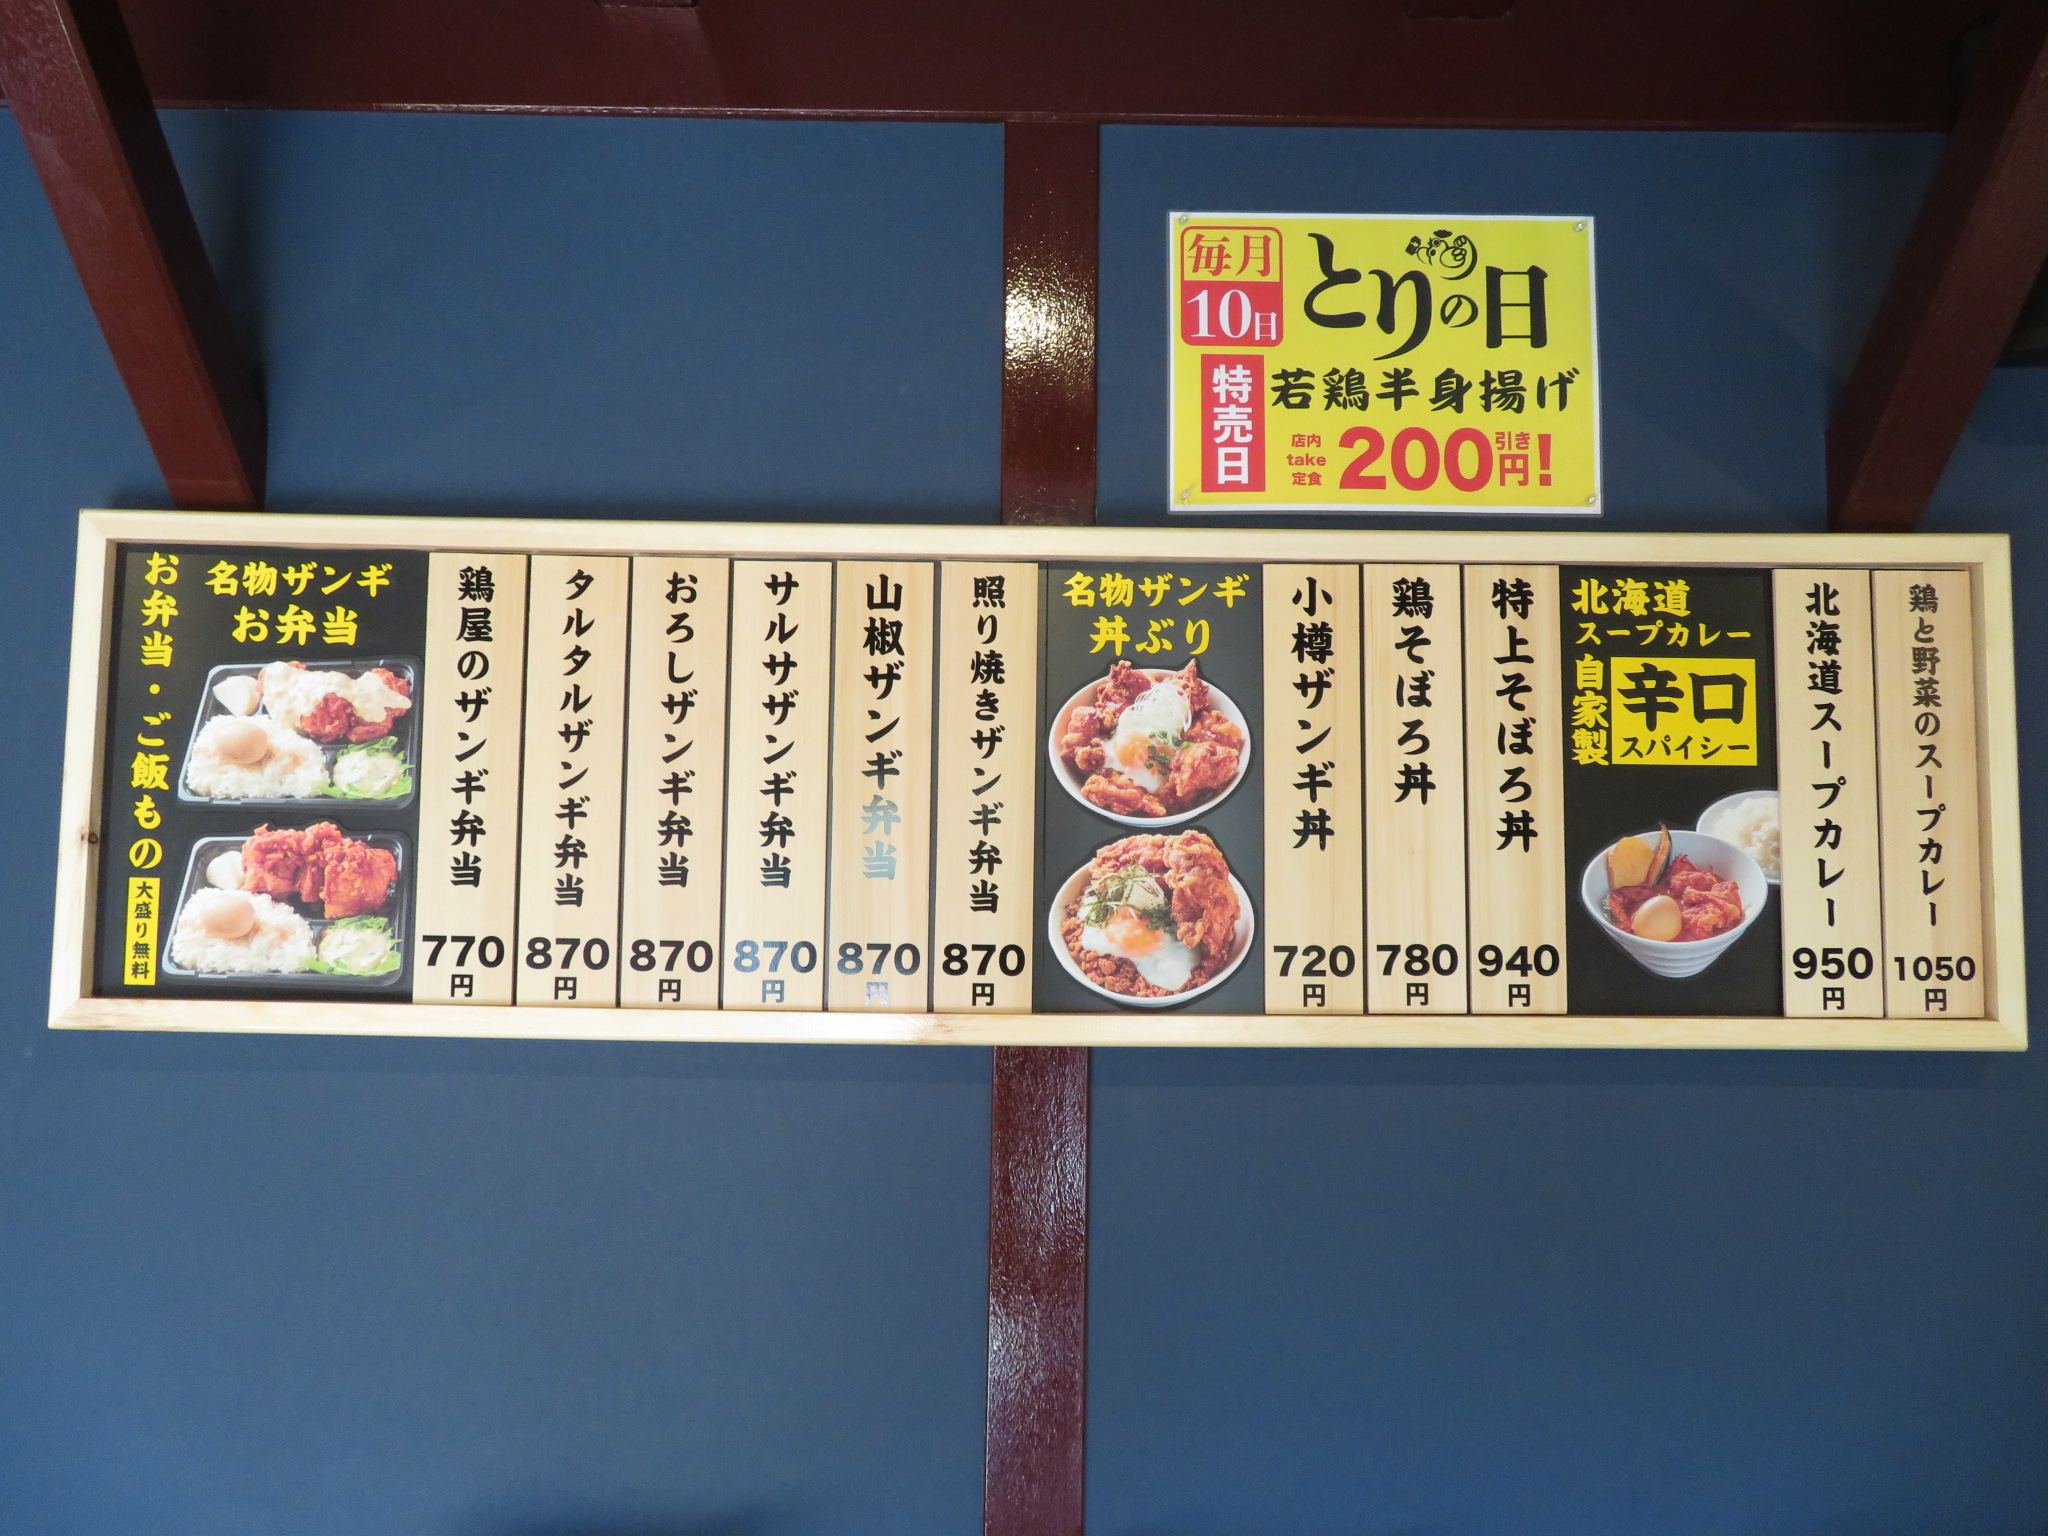 毎月
10日
とりの日
特売日
若鶏半身揚げ
店内
take
定食
200円引き!
お弁当・ご飯もの
大盛り無料
名物ザンギ
お弁当
鶏屋のザンギ弁当
770円
タルタルザンギ弁当
870円
おろしザンギ弁当
870円
サルサザンギ弁当
870円
山椒ザンギ弁当
870円
照り焼きザンギ弁当
870円
名物ザンギ
丼ぶり
小樽ザンギ丼
720円
鶏そぼろ丼
780円
特上そぼろ丼
940円
北海道
スープカレー
自家製
辛口
スパイシー
北海道スープカレー
950円
鶏と野菜のスープカレー
1050円